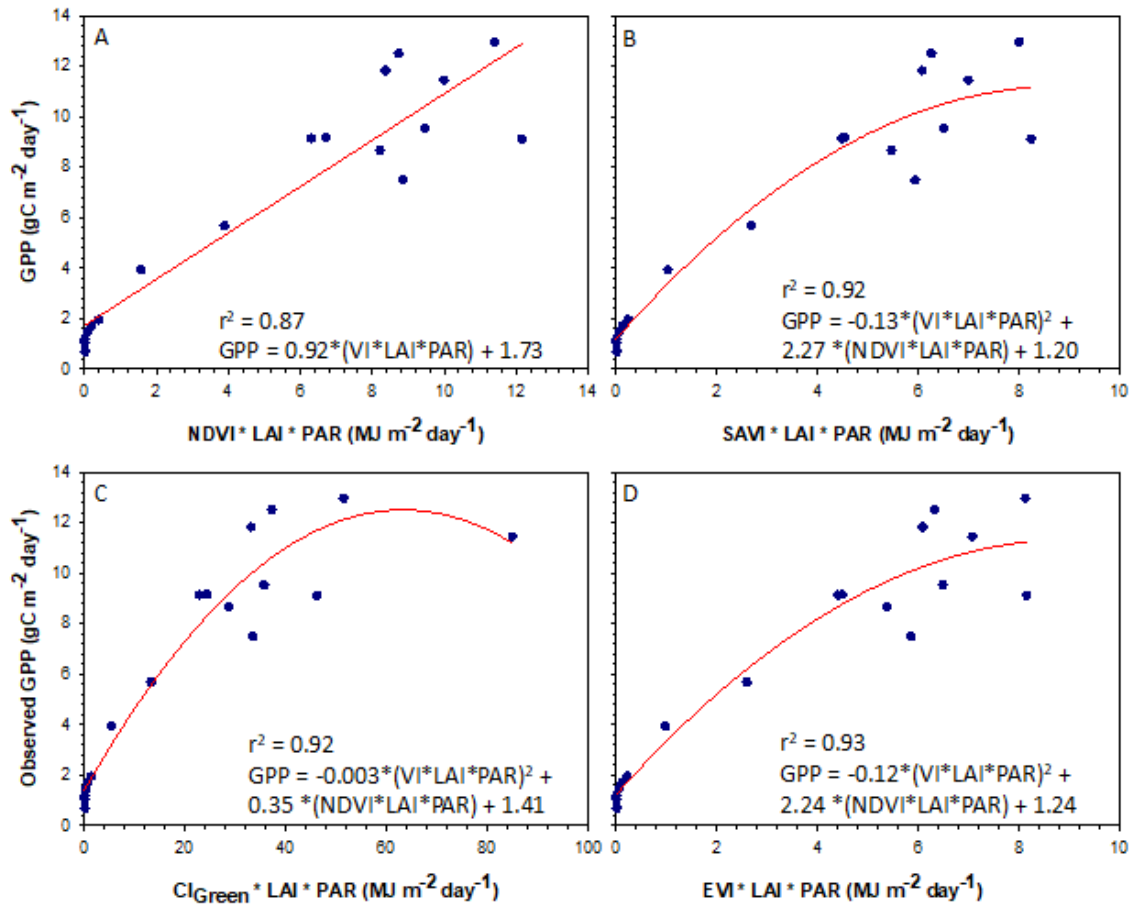 A
GPP (gC m-2 day-1)
14
12
10
8
6
4
2
0
r2 = 0.87
GPP = 0.92*(VI*LAI*PAR) + 1.73
0 2 4 6 8 10 12 14
NDVI * LAI * PAR (MJ m-2 day-1)
B
r2 = 0.92
GPP = -0.13*(VI*LAI*PAR)2 +
2.27*(NDVI*LAI*PAR) + 1.20
0 2 4 6 8 10
SAVI * LAI * PAR (MJ m-2 day-1)
C
Observed GPP (gC m-2 day-1)
14
12
10
8
6
4
2
0
r2 = 0.92
GPP = -0.003*(VI*LAI*PAR)2 +
0.35 *(NDVI*LAI*PAR) + 1.41
0 20 40 60 80 100
CIGreen * LAI * PAR (MJ m-2 day-1)
D
r2 = 0.93
GPP = -0.12*(VI*LAI*PAR)2 +
2.24 *(NDVI*LAI*PAR) + 1.24
0 2 4 6 8 10
EVI * LAI * PAR (MJ m-2 day-1)